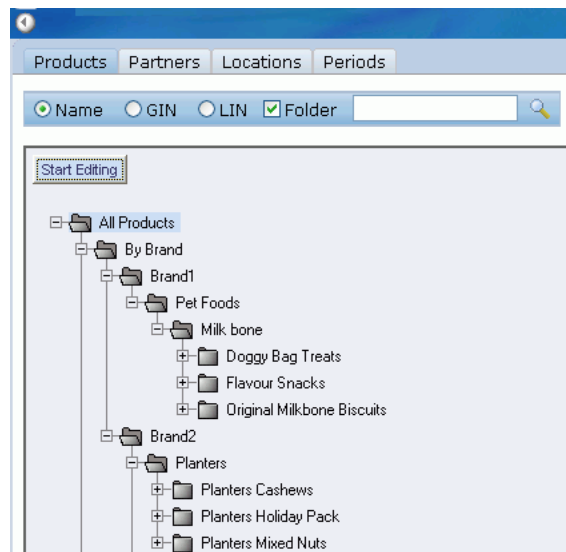 Products Partners Locations Periods
Name GIN LIN Folder
Start Editing
All Products
By Brand
Brand1
Pet Foods
Milk bone
Doggy Bag Treats
Flavour Snacks
Original Milkbone Biscuits
Brand2
Planters
Planters Cashews
Planters Holiday Pack
Planters Mixed Nuts